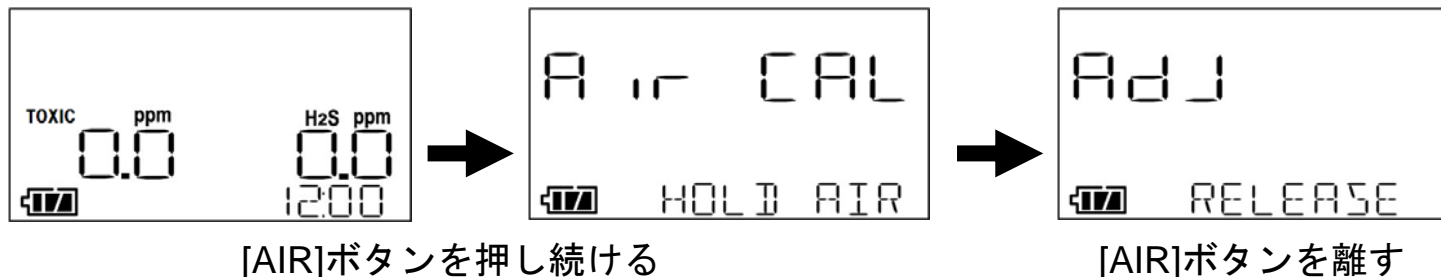 TOXIC ppm H2S ppm
0.0 0.0
12:00
Air CAL
HOLD AIR
AdJ
RELEASE
[AIR]ボタンを押し続ける
[AIR]ボタンを離す